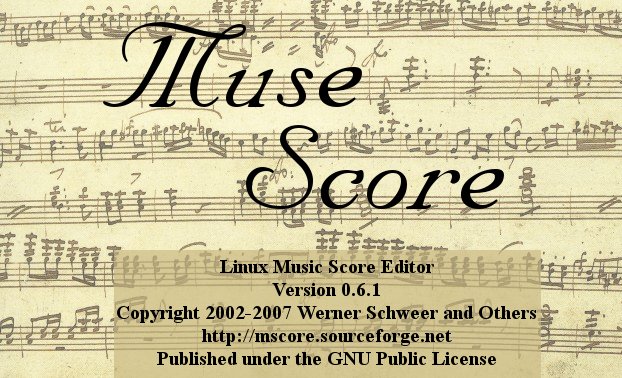 Muse
Score
Linux Music Score Editor
Version 0.6.1
Copyright 2002-2007 Werner Schweer and Others
http://mscore.sourceforge.net
Published under the GNU Public License